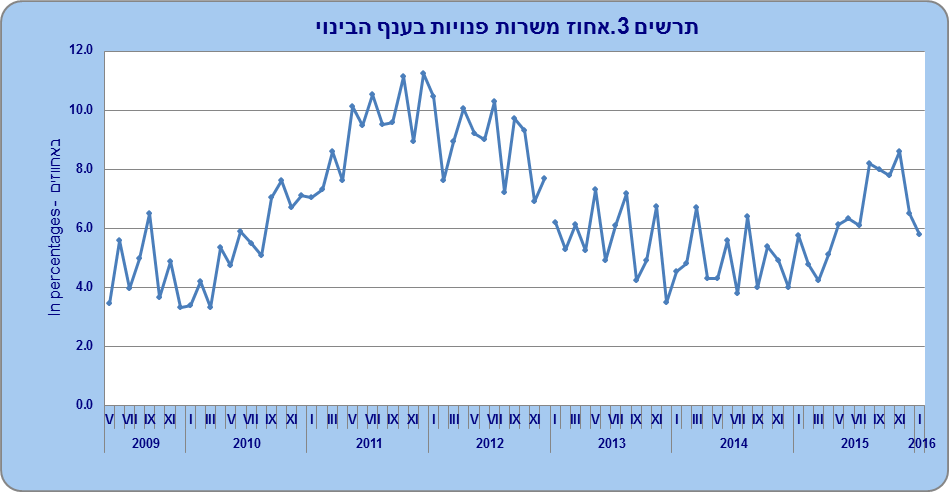 תרשים 3.אחוז משרות פנויות בענף הבינוי
באחוזים - In percentages
12.0
10.0
8.0
6.0
4.0
2.0
0.0
V VII IX XI I III V VII IX XI I III V VII IX XI I III V VII IX XI I III V VII IX XI I III V VII IX XI I III V VII IX XI I
2009 2010 2011 2012 2013 2014 2015 2016